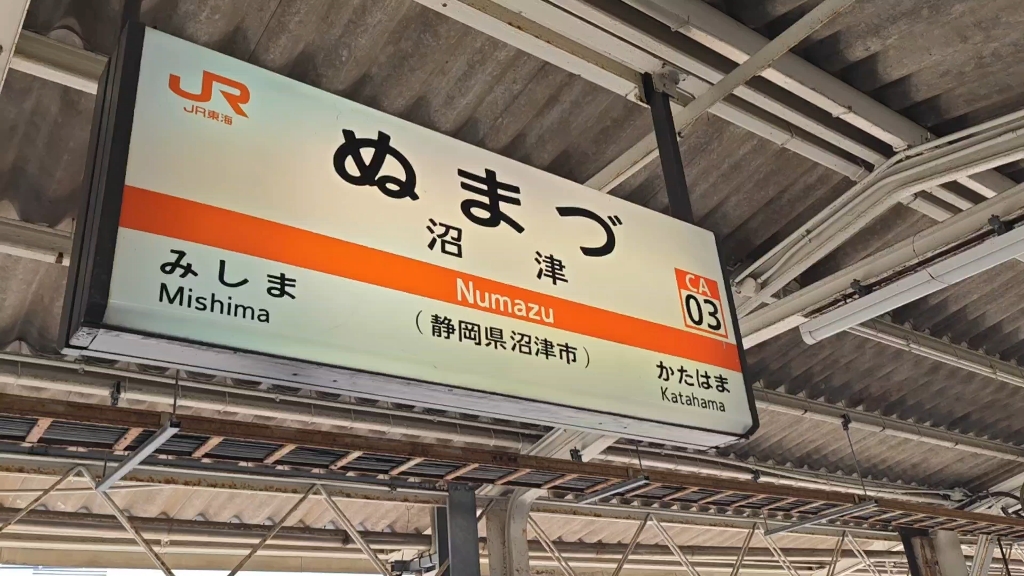 JR
JR東海
ぬまづ
沼津
CA
03
Numazu
みしま
Mishima
(静岡県沼津市)
かたはま
Katahama